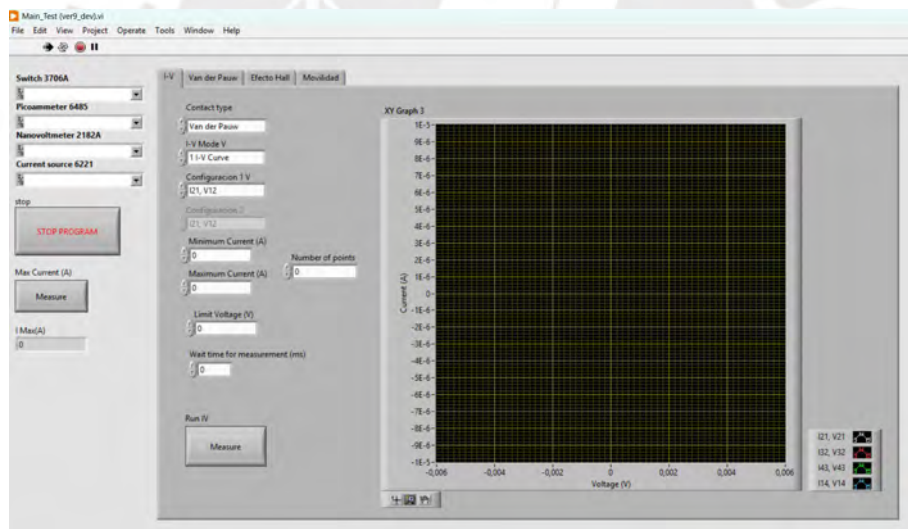 Main_Test (ver9_dev).vi
File Edit View Project Operate Tools Window Help
Switch 3706A
Picoammeter 6485
Nanovoltmeter 2182A
Current source 6221
stop
STOP PROGRAM
Max Current (A)
Measure
I Max(A)
0
I-V Van der Pauw Efecto Hall Movilidad
Contact type
Van der Pauw
I-V Mode V
1 I-V Curve
Configuracion 1 V
I21, V12
Configuracion 2
I21, V12
Minimum Current (A)
0
Maximum Current (A)
0
Number of points
0
Limit Voltage (V)
0
Wait time for measurement (ms)
0
Run IV
Measure
XY Graph 3
Current (A)
1E-5
9E-6
8E-6
7E-6
6E-6
5E-6
4E-6
3E-6
2E-6
1E-6
0
-1E-6
-2E-6
-3E-6
-4E-6
-5E-6
-6E-6
-7E-6
-8E-6
-9E-6
-1E-5
-0,006 -0,004 -0,002 0 0,002 0,004 0,006
Voltage (V)
I21, V21
I32, V32
I43, V43
I14, V14